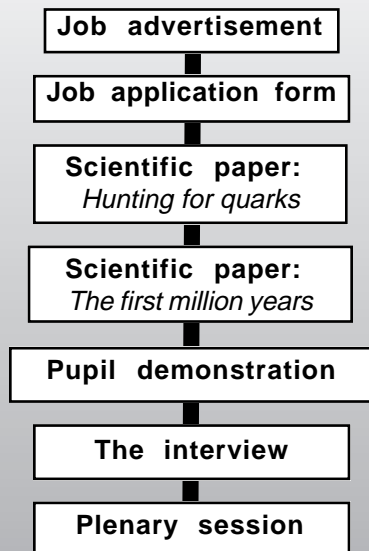 Job advertisement
Job application form
Scientific paper:
Hunting for quarks
Scientific paper:
The first million years
Pupil demonstration
The interview
Plenary session